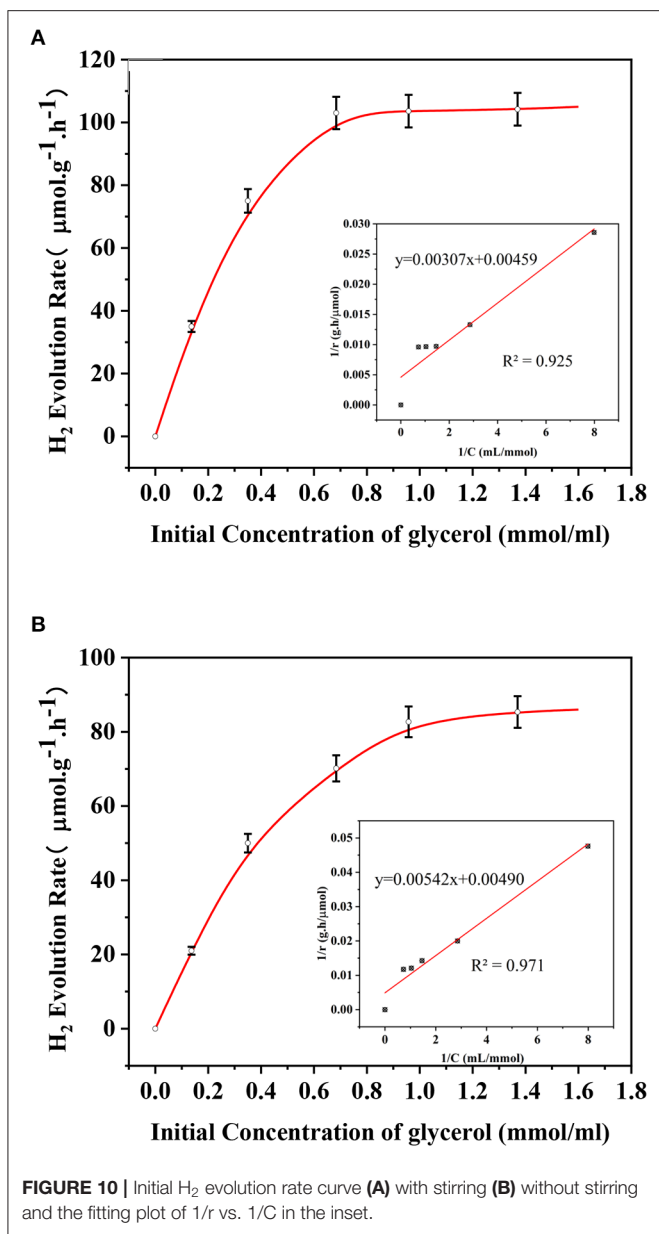 A
120
100
80
60
40
20
0
H₂ Evolution Rate( μmol.g⁻¹.h⁻¹)
0.0 0.2 0.4 0.6 0.8 1.0 1.2 1.4 1.6 1.8
Initial Concentration of glycerol (mmol/ml)
0.030
0.025
0.020
0.015
0.010
0.005
0.000
1/r (g.h/μmol)
y=0.00307x+0.00459
R² = 0.925
0 2 4 6 8
1/C (mL/mmol)
B
100
80
60
40
20
0
H₂ Evolution Rate( μmol.g⁻¹.h⁻¹)
0.0 0.2 0.4 0.6 0.8 1.0 1.2 1.4 1.6 1.8
Initial Concentration of glycerol (mmol/ml)
0.05
0.04
0.03
0.02
0.01
0.00
1/r (g.h/μmol)
y=0.00542x+0.00490
R² = 0.971
0 2 4 6 8
1/C (mL/mmol)
FIGURE 10 | Initial H₂ evolution rate curve (A) with stirring (B) without stirring
and the fitting plot of 1/r vs. 1/C in the inset.